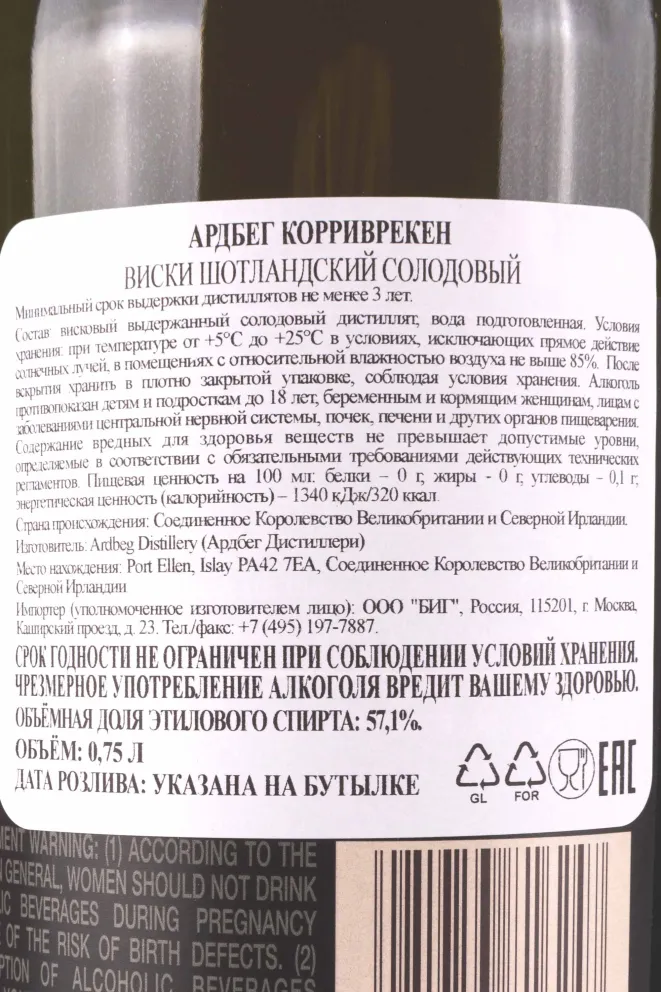 АРДБЕГ КОРРИВРЕКЕН
ВИСКИ ШОТЛАНДСКИЙ СОЛОДОВЫЙ
Минимальный срок выдержки дистиллятов не менее 3 лет.
Состав: висковый выдержанный солодовый дистиллят, вода подготовленная. Условия
хранения: при температуре от +5°C до +25°C в условиях, исключающих прямое действие
солнечных лучей, в помещениях с относительной влажностью воздуха не выше 85%. После
вскрытия хранить в плотно закрытой упаковке, соблюдая условия хранения. Алкоголь
противопоказан детям и подросткам до 18 лет, беременным и кормящим женщинам, лицам с
заболеваниями центральной нервной системы, почек, печени и других органов пищеварения.
Содержание вредных для здоровья веществ не превышает допустимые уровни,
определяемые в соответствии с обязательными требованиями действующих технических
регламентов. Пищевая ценность на 100 мл: белки – 0 г, жиры - 0 г, углеводы - 0,1 г,
энергетическая ценность (калорийность) – 1340 кДж/320 ккал.
Страна происхождения: Соединенное Королевство Великобритании и Северной Ирландии.
Изготовитель: Ardbeg Distillery (Ардбег Дистиллери)
Место нахождения: Port Ellen, Islay PA42 7EA, Соединенное Королевство Великобритании и
Северной Ирландии
Импортер (уполномоченное изготовителем лицо): ООО "БИГ", Россия, 115201, г. Москва,
Каширский проезд, д. 23. Тел./факс: +7 (495) 197-7887.
СРОК ГОДНОСТИ НЕ ОГРАНИЧЕН ПРИ СОБЛЮДЕНИИ УСЛОВИЙ ХРАНЕНИЯ.
ЧРЕЗМЕРНОЕ УПОТРЕБЛЕНИЕ АЛКОГОЛЯ ВРЕДИТ ВАШЕМУ ЗДОРОВЬЮ.
ОБЪЁМНАЯ ДОЛЯ ЭТИЛОВОГО СПИРТА: 57,1%.
ОБЪЁМ: 0,75 Л
ДАТА РОЗЛИВА: УКАЗАНА НА БУТЫЛКЕ
GL FOR EAC
MENT WARNING: (1) ACCORDING TO THE
GENERAL, WOMEN SHOULD NOT DRINK
IC BEVERAGES DURING PREGNANCY
OF THE RISK OF BIRTH DEFECTS. (2)
PTION OF ALCOHOLIC BEVERAGES